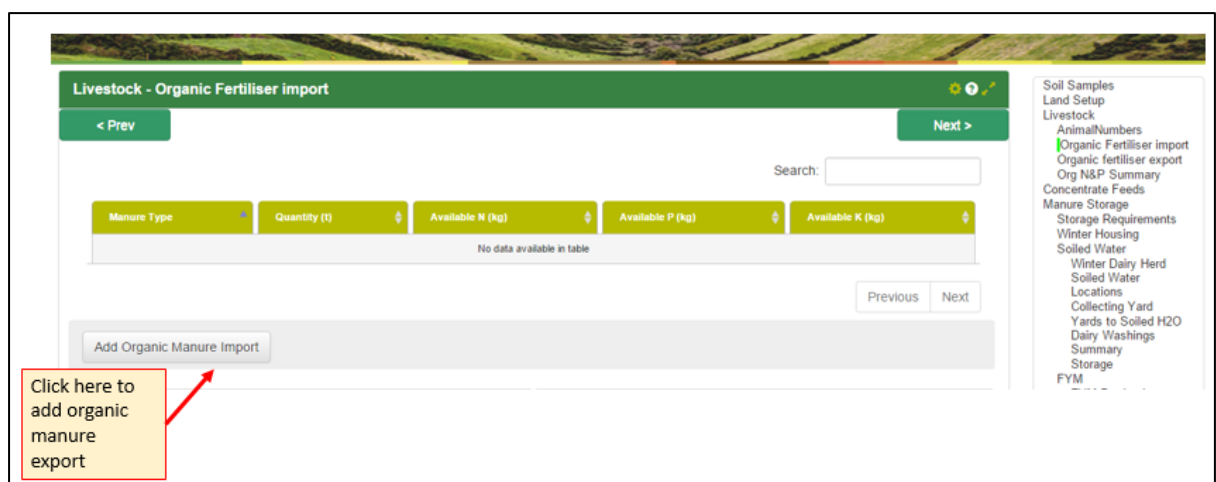 Livestock - Organic Fertiliser import
< Prev
Next >
Search:
Manure Type
Quantity (t)
Available N (kg)
Available P (kg)
Available K (kg)
No data available in table
Previous
Next
Add Organic Manure Import
Click here to
add organic
manure
export
Soil Samples
Land Setup
Livestock
AnimalNumbers
Organic Fertiliser import
Organic fertiliser export
Org N&P Summary
Concentrate Feeds
Manure Storage
Storage Requirements
Winter Housing
Soiled Water
Winter Dairy Herd
Soiled Water
Locations
Collecting Yard
Yards to Soiled H2O
Dairy Washings
Summary
Storage
FYM